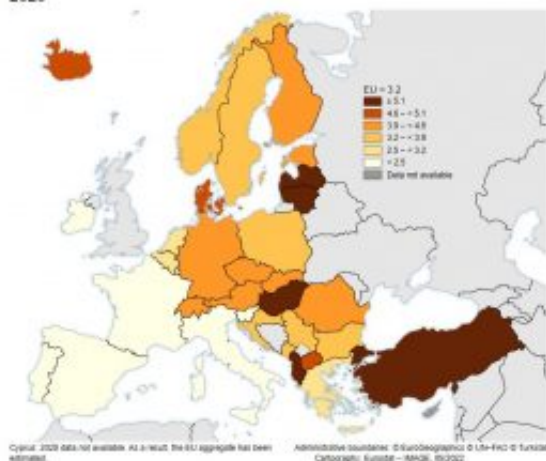 2020
EU = 3.2
≥ 5.1
4.6 – < 5.1
3.9 – < 4.6
3.2 – < 3.9
2.5 – < 3.2
< 2.5
Data not available
Cyprus: 2020 data not available. As a result, the EU aggregate has been
estimated.
Administrative boundaries: © EuroGeographics © UN–FAO © Turkstat
Cartography: Eurostat – IMAGE, 05/2022